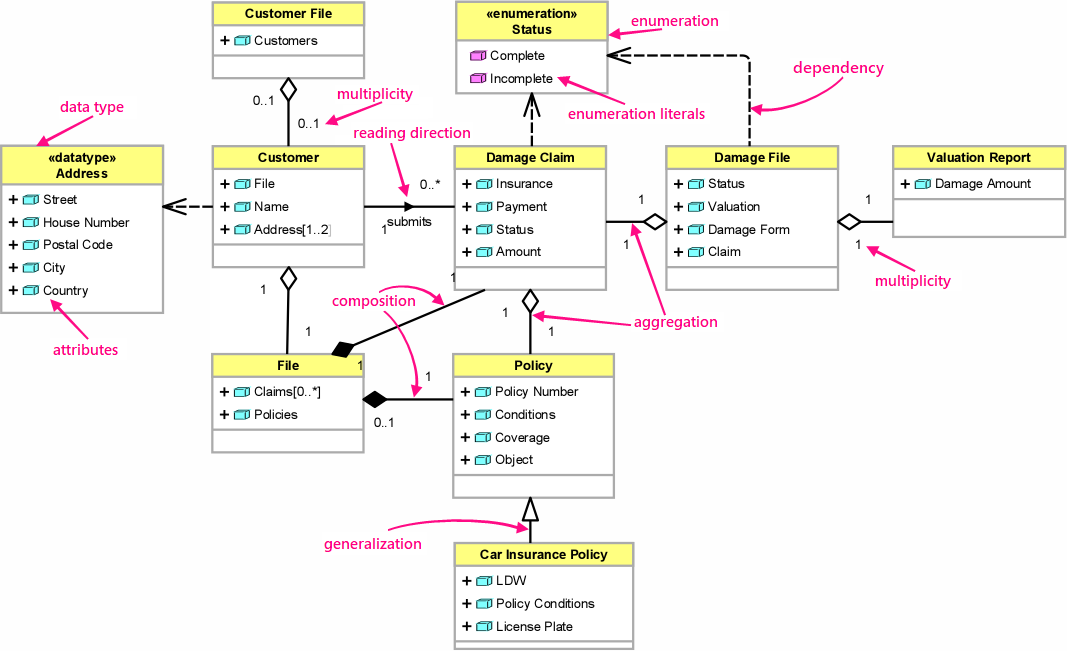 Customer File
+ Customers
«enumeration»
Status
Complete
Incomplete
enumeration
dependency
enumeration literals
0..1
0..1
multiplicity
reading direction
data type
«datatype»
Address
+ Street
+ House Number
+ Postal Code
+ City
+ Country
attributes
Customer
+ File
+ Name
+ Address[1..2]
0..*
submits
1
Damage Claim
+ Insurance
+ Payment
+ Status
+ Amount
1
1
Damage File
+ Status
+ Valuation
+ Damage Form
+ Claim
1
1
Valuation Report
+ Damage Amount
multiplicity
aggregation
composition
1
1
1
1
1
1
File
+ Claims[0..*]
+ Policies
1
0..1
Policy
+ Policy Number
+ Conditions
+ Coverage
+ Object
generalization
Car Insurance Policy
+ LDW
+ Policy Conditions
+ License Plate